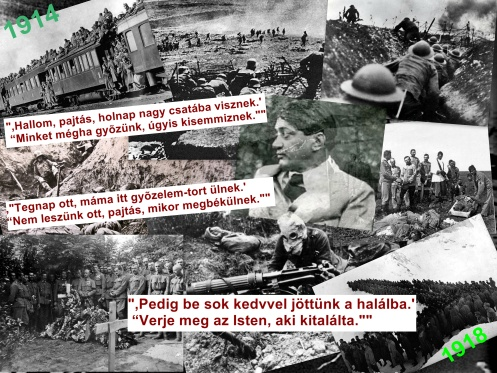 1914
",Hallom, pajtás, holnap nagy csatába visznek.'
“Minket mégha győzünk, úgyis kisemmiznek.""
"Tegnap ott, máma itt győzelem-tort ülnek.'
“Nem leszünk ott, pajtás, mikor megbékülnek.""
",Pedig be sok kedvvel jöttünk a halálba.'
“Verje meg az Isten, aki kitalálta.""
1918